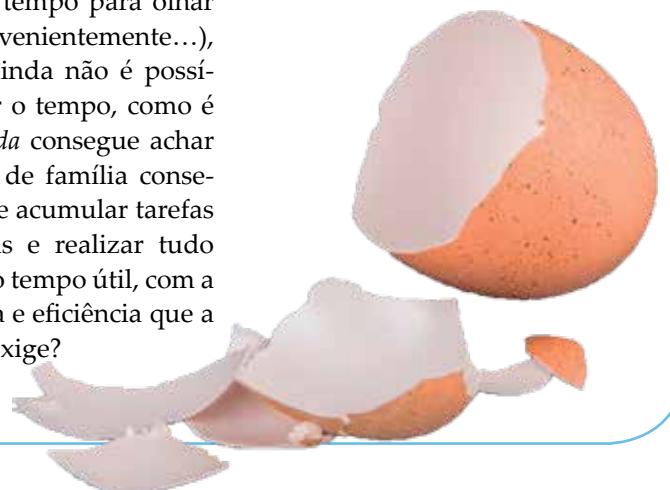 tempo para olhar
venientemente...),
inda não é possí-
r o tempo, como é
da consegue achar
de família conse-
e acumular tarefas
s e realizar tudo
o tempo útil, com a
a e eficiência que a
xige?